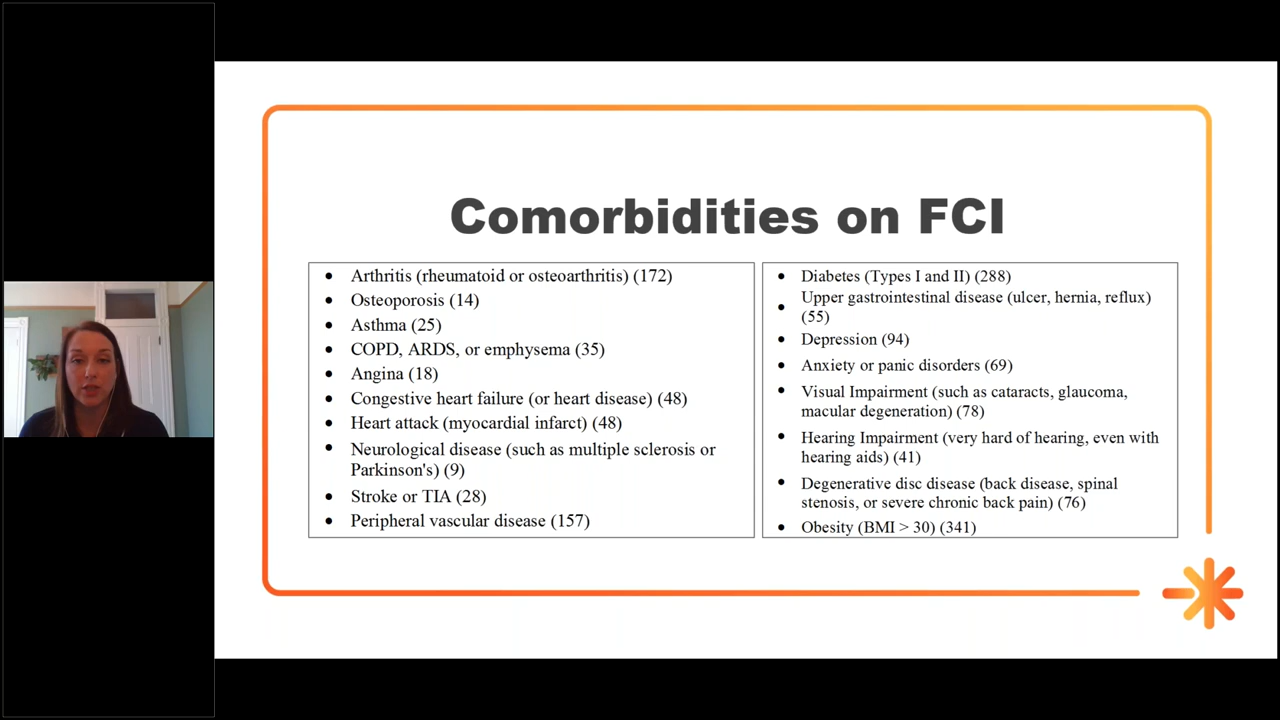 Comorbidities on FCI
Arthritis (rheumatoid or osteoarthritis) (172)
Osteoporosis (14)
Asthma (25)
COPD, ARDS, or emphysema (35)
Angina (18)
Congestive heart failure (or heart disease) (48)
Heart attack (myocardial infarct) (48)
Neurological disease (such as multiple sclerosis or
Parkinson's) (9)
Stroke or TIA (28)
Peripheral vascular disease (157)
Diabetes (Types I and II) (288)
Upper gastrointestinal disease (ulcer, hernia, reflux)
(55)
Depression (94)
Anxiety or panic disorders (69)
Visual Impairment (such as cataracts, glaucoma,
macular degeneration) (78)
Hearing Impairment (very hard of hearing, even with
hearing aids) (41)
Degenerative disc disease (back disease, spinal
stenosis, or severe chronic back pain) (76)
Obesity (BMI > 30) (341)